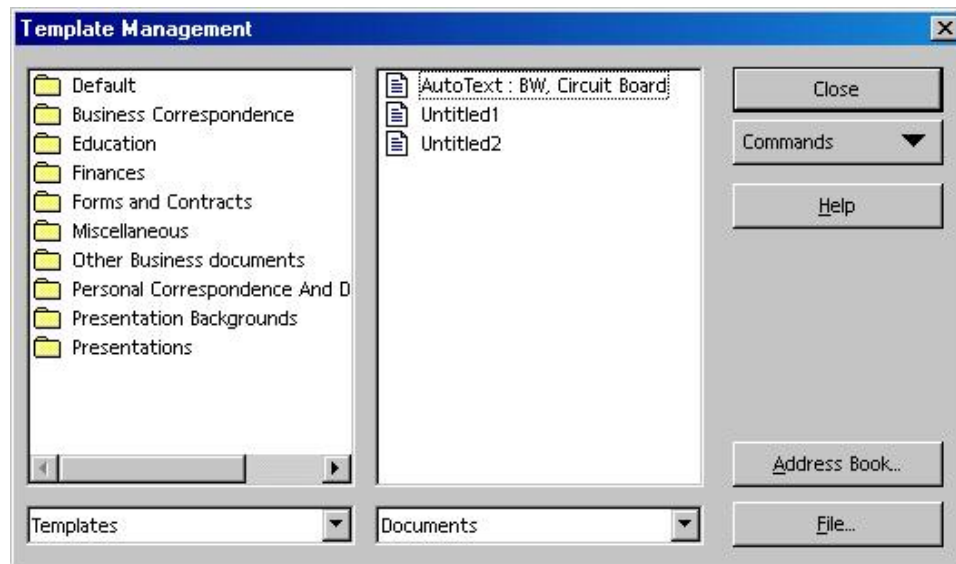 Template Management
Default
Business Correspondence
Education
Finances
Forms and Contracts
Miscellaneous
Other Business documents
Personal Correspondence And D
Presentation Backgrounds
Presentations
Templates
AutoText : BW, Circuit Board
Untitled1
Untitled2
Documents
Close
Commands
Help
Address Book...
File...